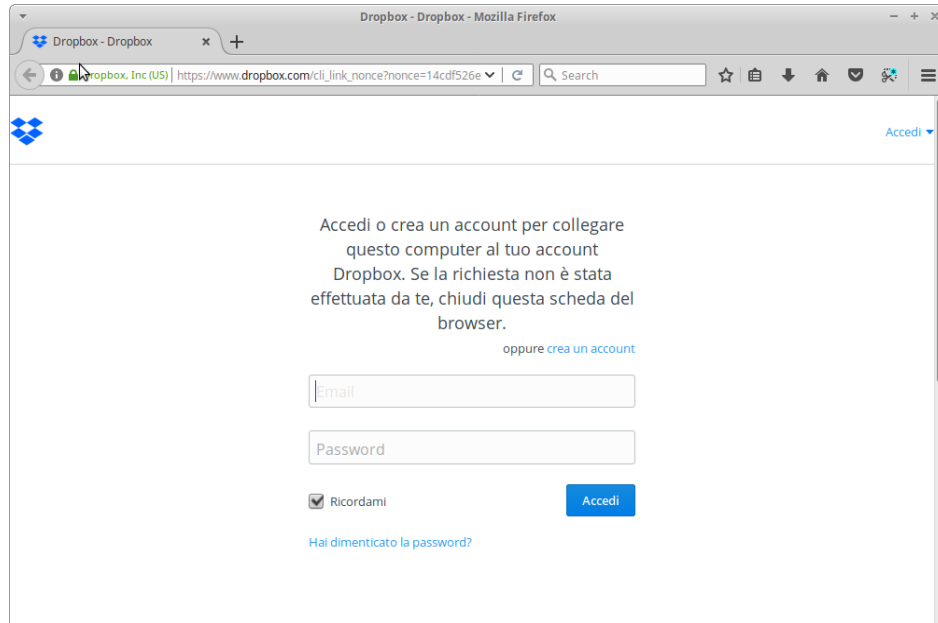 Dropbox - Dropbox - Mozilla Firefox
Dropbox - Dropbox
Dropbox, Inc (US) https://www.dropbox.com/cli_link_nonce?nonce=14cdf526e Search
Accedi
Accedi o crea un account per collegare
questo computer al tuo account
Dropbox. Se la richiesta non è stata
effettuata da te, chiudi questa scheda del
browser.
oppure crea un account
Email
Password
Ricordami Accedi
Hai dimenticato la password?